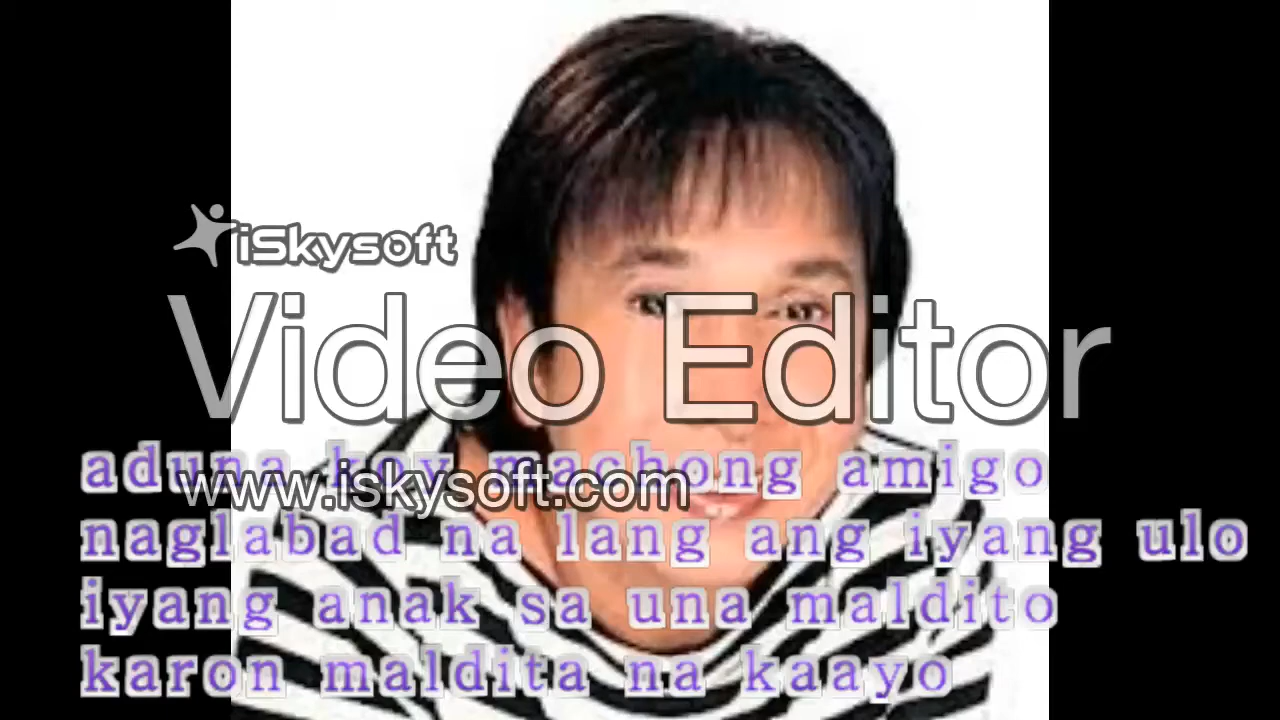 iSkysoft
Video Editor
aduna koy machong amigo
www.iskysoft.com
naglabad na lang ang iyang ulo
iyang anak sa una maldito
karon maldita na kaayo